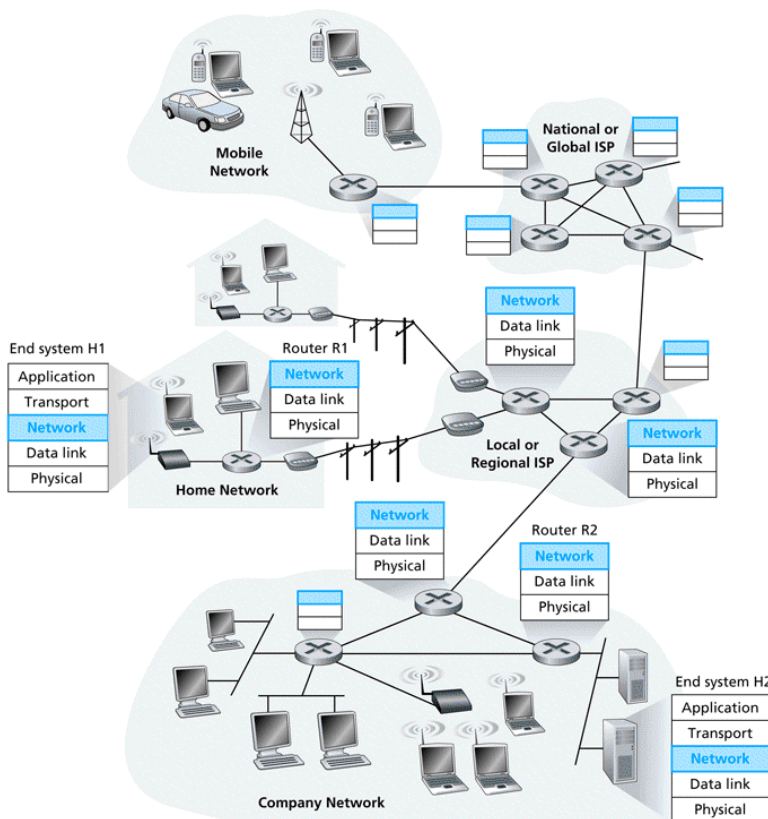 Mobile
Network
National or
Global ISP
Network
Data link
Physical
End system H1
Application
Transport
Network
Data link
Physical
Router R1
Network
Data link
Physical
Home Network
Local or
Regional ISP
Network
Data link
Physical
Network
Data link
Physical
Router R2
Network
Data link
Physical
End system H2
Application
Transport
Network
Data link
Physical
Company Network